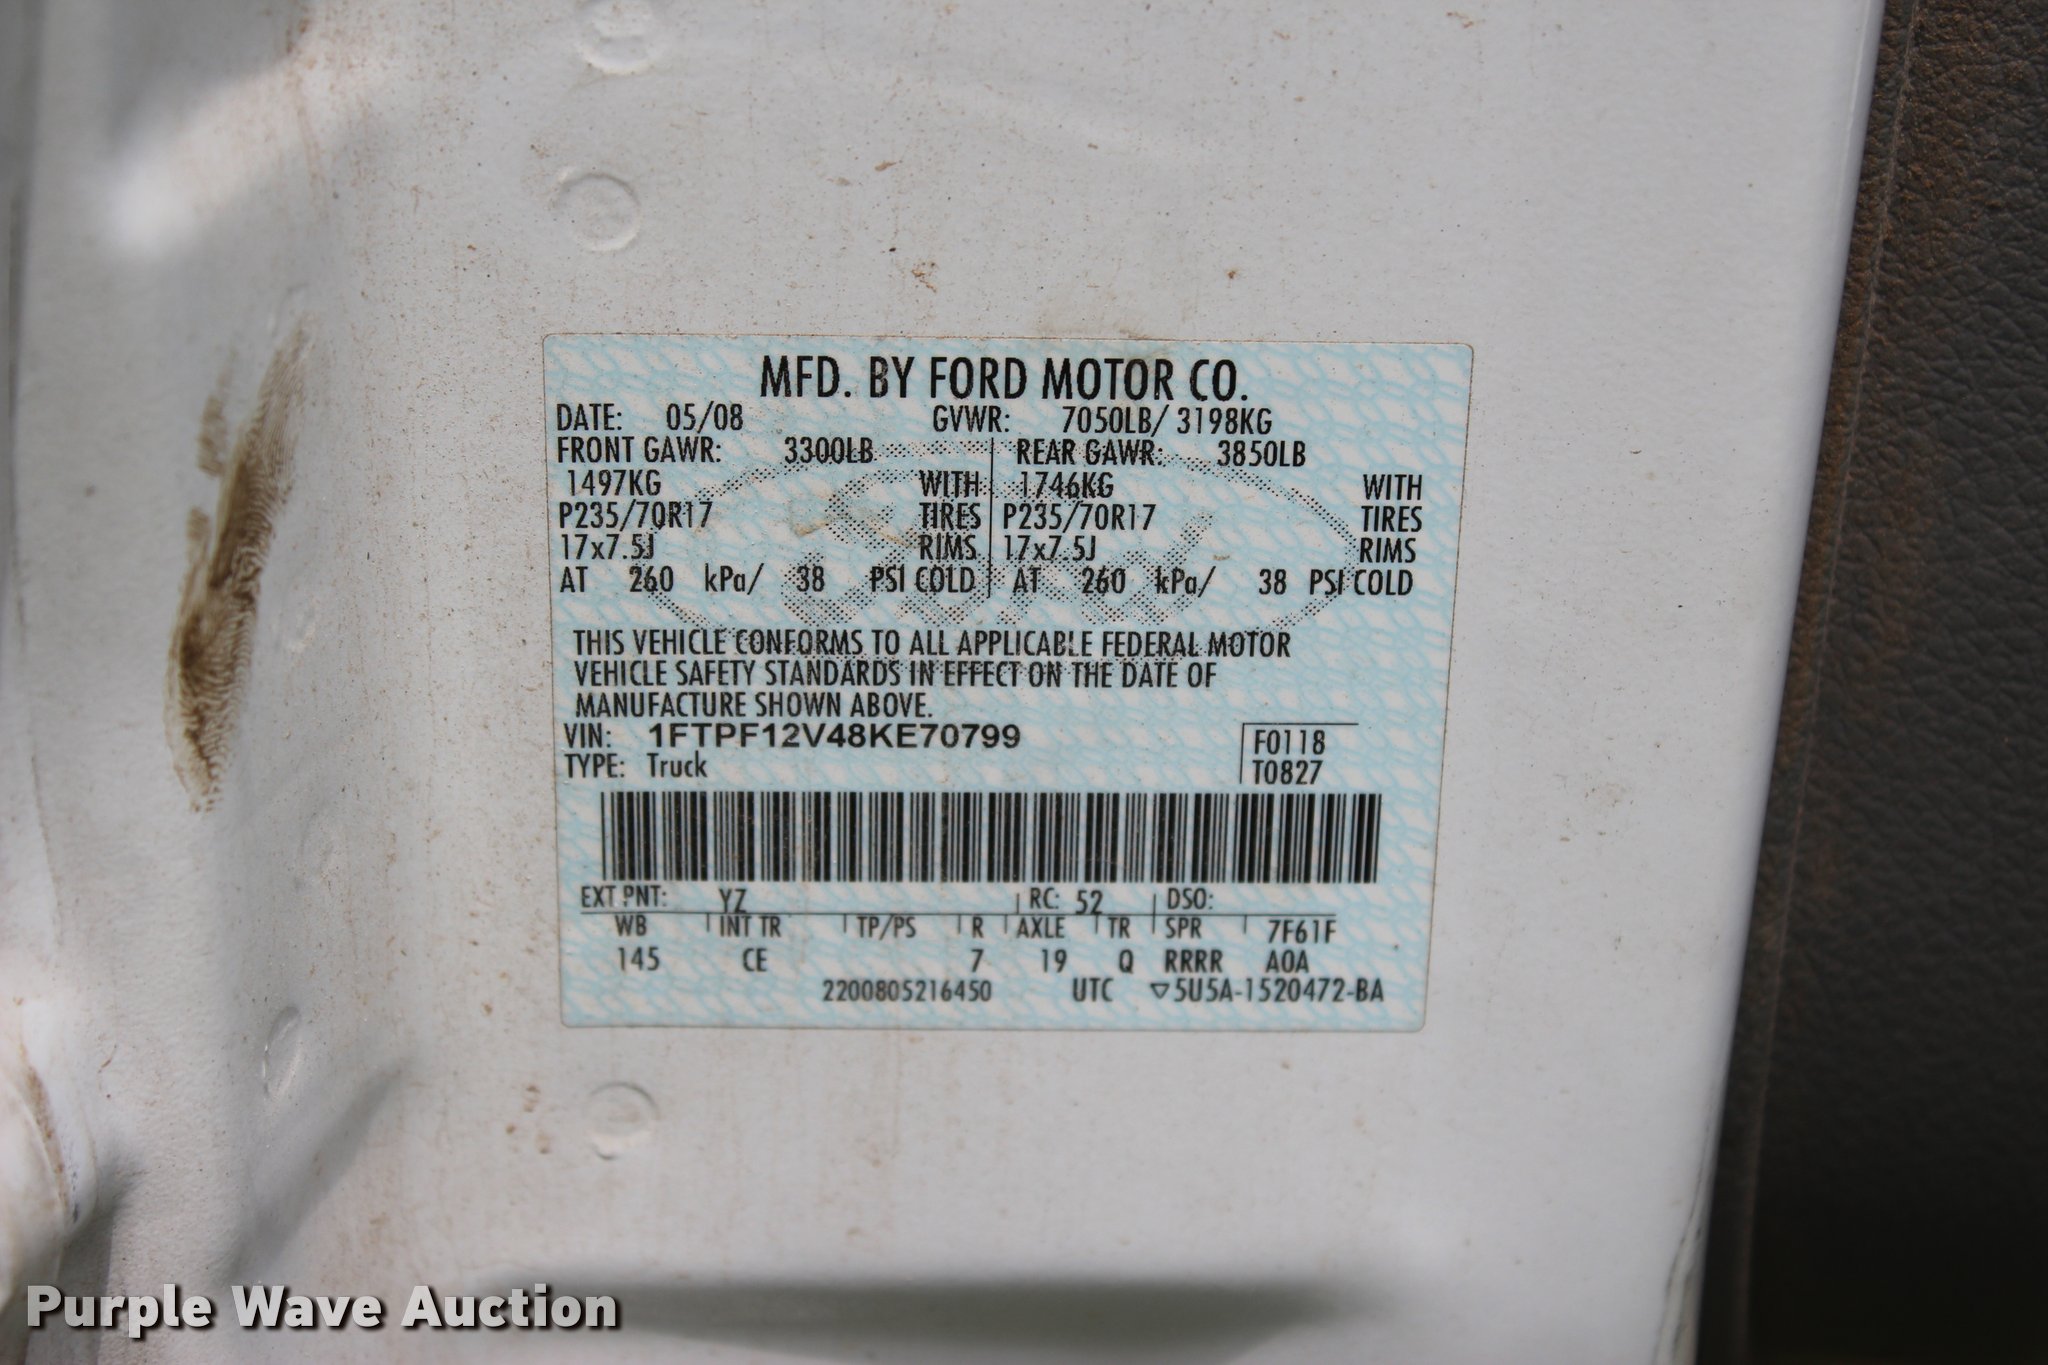 MFD. BY FORD MOTOR CO.
DATE: 05/08 GVWR: 7050LB/ 3198KG
FRONT GAWR: 3300LB REAR GAWR: 3850LB
1497KG WITH 1746KG WITH
P235/70R17 TIRES P235/70R17 TIRES
17x7.5J RIMS 17x7.5J RIMS
AT 260 kPa/ 38 PSI COLD AT 260 kPa/ 38 PSI COLD
THIS VEHICLE CONFORMS TO ALL APPLICABLE FEDERAL MOTOR
VEHICLE SAFETY STANDARDS IN EFFECT ON THE DATE OF
MANUFACTURE SHOWN ABOVE.
VIN: 1FTPF12V48KE70799 F0118
TYPE: Truck T0827
EXT PNT: YZ RC: 52 DSO:
WB INT TR TP/PS R AXLE TR SPR 7F61F
145 CE 7 19 Q RRRR A0A
2200805216450 UTC ▽5U5A-1520472-BA
Purple Wave Auction